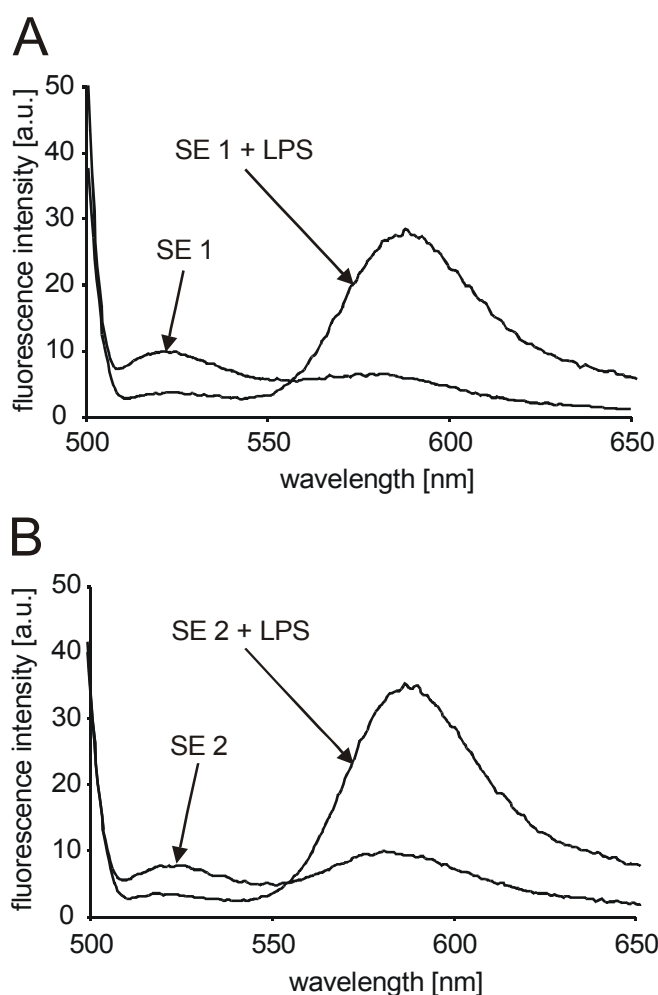 A
fluorescence intensity [a.u.]
50
40
30
20
10
0
SE 1 + LPS
SE 1
500
550
600
650
wavelength [nm]
B
fluorescence intensity [a.u.]
50
40
30
20
10
0
SE 2 + LPS
SE 2
500
550
600
650
wavelength [nm]